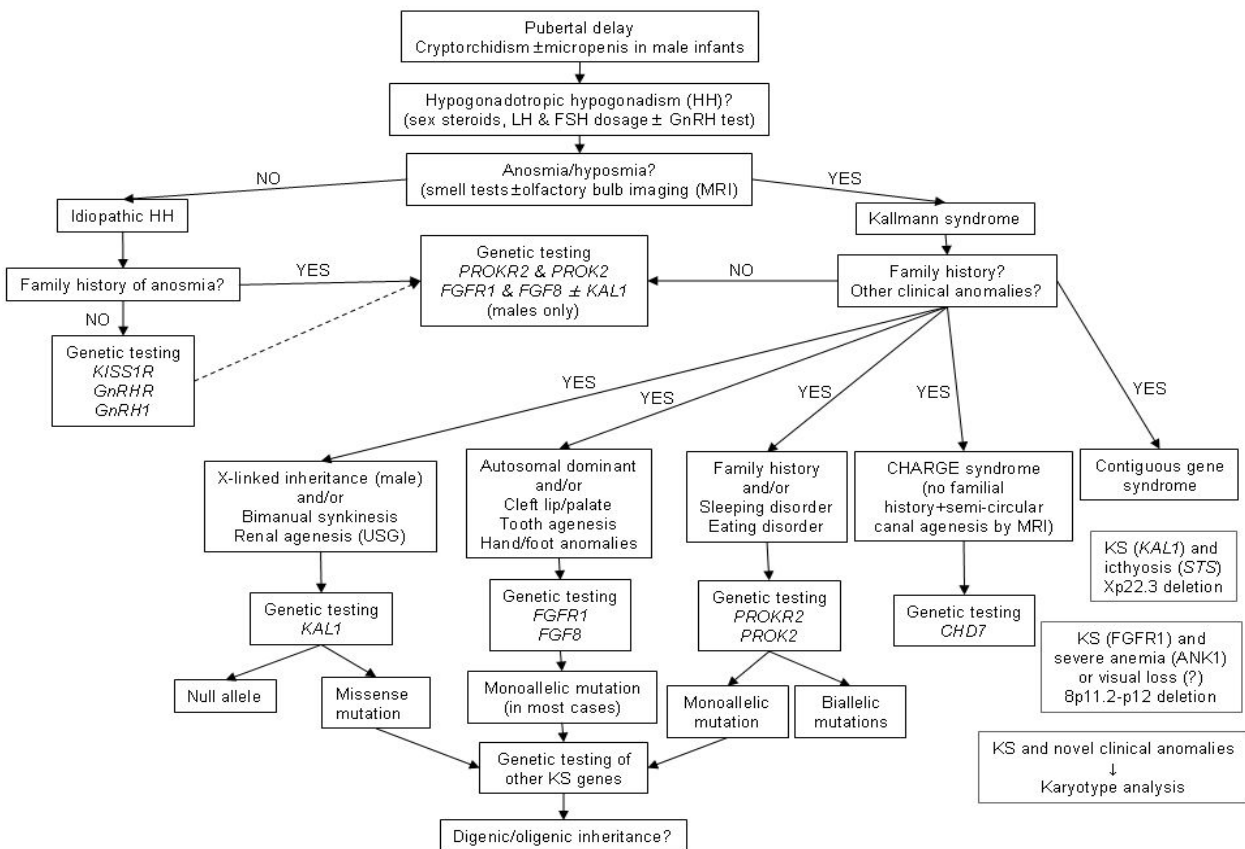 Pubertal delay
Cryptorchidism ±micropenis in male infants
Hypogonadotropic hypogonadism (HH)?
(sex steroids, LH & FSH dosage ± GnRH test)
Anosmia/hyposmia?
(smell tests ±olfactory bulb imaging (MRI)
NO
YES
Idiopathic HH
Kallmann syndrome
Family history of anosmia?
YES
Genetic testing
PROKR2 & PROK2
FGFR1 & FGF8 ± KAL1
(males only)
NO
Family history?
Other clinical anomalies?
NO
Genetic testing
KISS1R
GnRHR
GnRH1
YES
YES
YES
YES
YES
X-linked inheritance (male)
and/or
Bimanual synkinesis
Renal agenesis (USG)
Autosomal dominant
and/or
Cleft lip/palate
Tooth agenesis
Hand/foot anomalies
Family history
and/or
Sleeping disorder
Eating disorder
CHARGE syndrome
(no familial
history+semi-circular
canal agenesis by MRI)
Contiguous gene
syndrome
Genetic testing
KAL1
Genetic testing
FGFR1
FGF8
Genetic testing
PROKR2
PROK2
Genetic testing
CHD7
KS (KAL1) and
icthyosis (STS)
Xp22.3 deletion
KS (FGFR1) and
severe anemia (ANK1)
or visual loss (?)
8p11.2-p12 deletion
Null allele
Missense
mutation
Monoallelic mutation
(in most cases)
Monoallelic
mutation
Biallelic
mutations
KS and novel clinical anomalies
↓
Karyotype analysis
Genetic testing of
other KS genes
Digenic/oligenic inheritance?